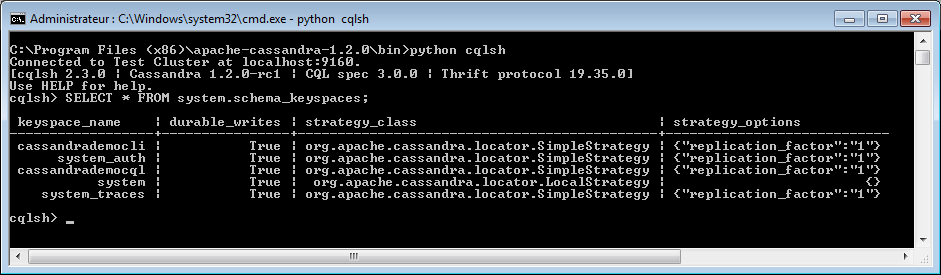 Administrateur : C:\Windows\system32\cmd.exe - python cqlsh
C:\Program Files (x86)\apache-cassandra-1.2.0\bin>python cqlsh
Connected to Test Cluster at localhost:9160.
[cqlsh 2.3.0 | Cassandra 1.2.0-rc1 | CQL spec 3.0.0 | Thrift protocol 19.35.0]
Use HELP for help.
cqlsh> SELECT * FROM system.schema_keyspaces;
keyspace_name | durable_writes | strategy_class | strategy_options
cassandrademocli | True | org.apache.cassandra.locator.SimpleStrategy | {"replication_factor":"1"}
system_auth | True | org.apache.cassandra.locator.SimpleStrategy | {"replication_factor":"1"}
cassandrademocql | True | org.apache.cassandra.locator.SimpleStrategy | {"replication_factor":"1"}
system | True | org.apache.cassandra.locator.LocalStrategy | {}
system_traces | True | org.apache.cassandra.locator.SimpleStrategy | {"replication_factor":"1"}
cqlsh> _